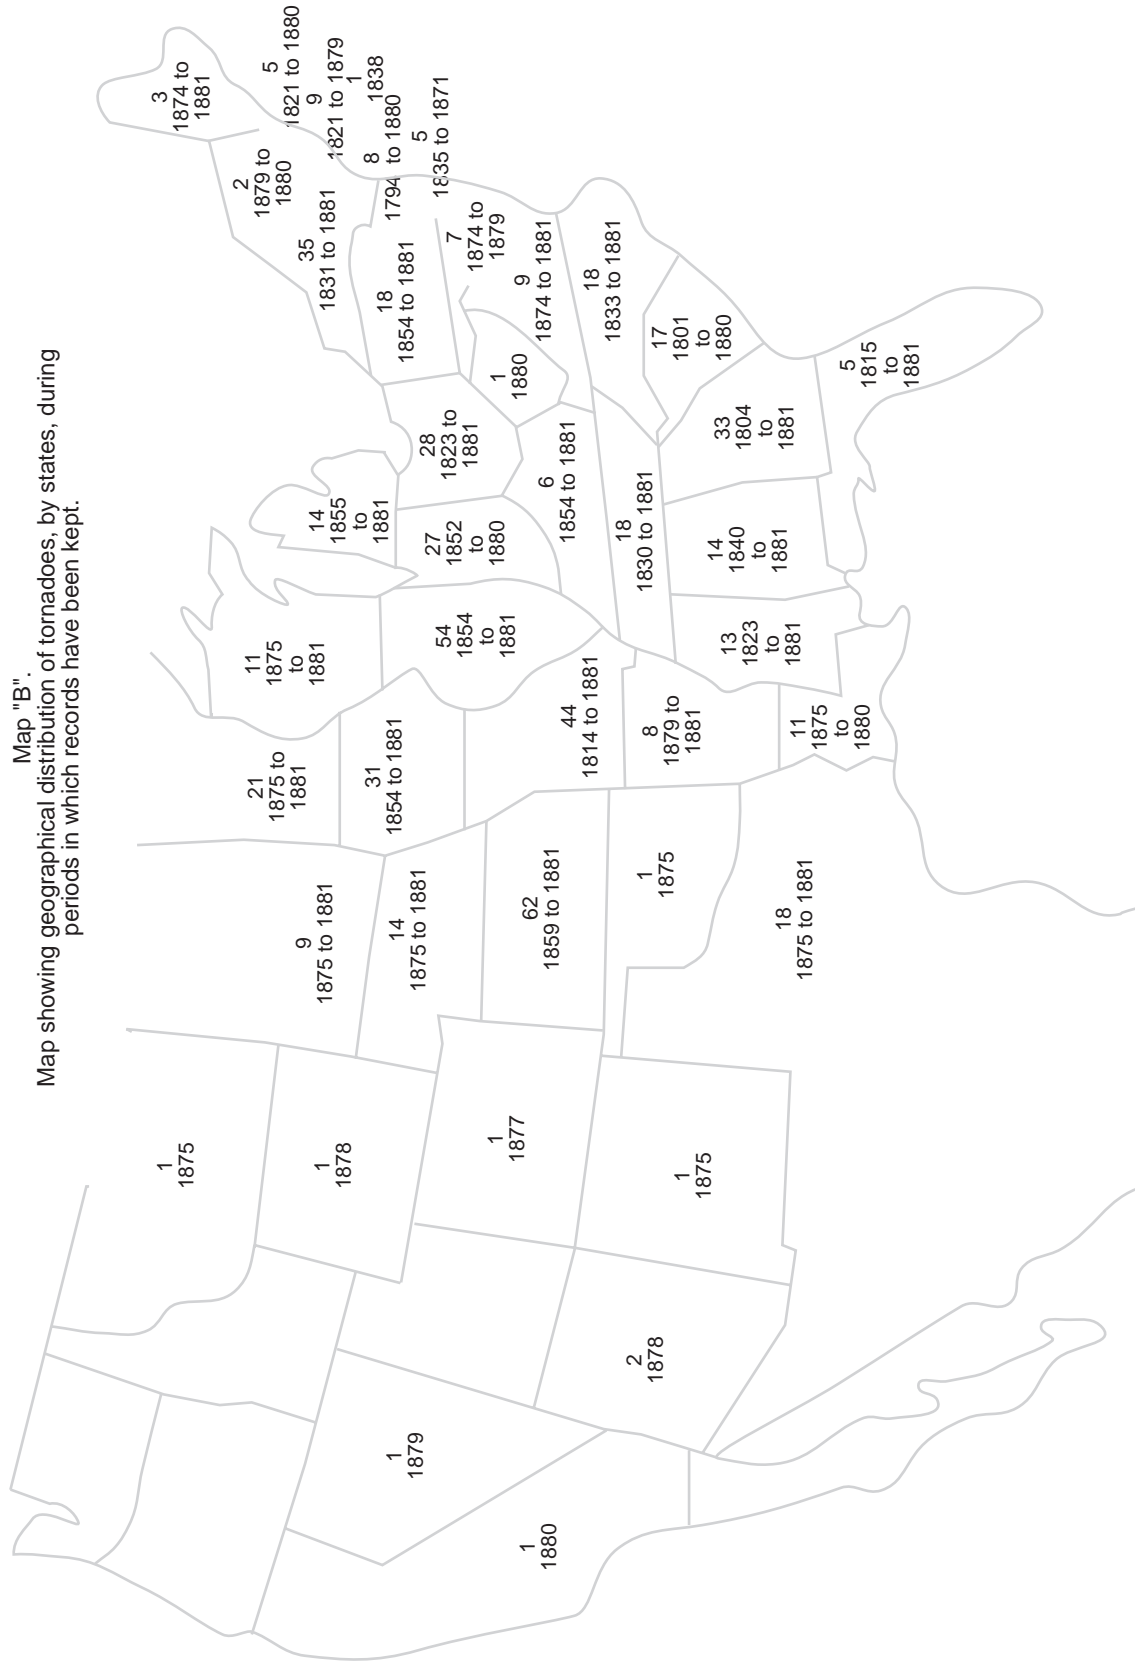 Map "B".
Map showing geographical distribution of tornadoes, by states, during
periods in which records have been kept.
3
1874 to
1881
5
1821 to 1880
9
1821 to 1879
1
1838
8
1794 to 1880
5
1835 to 1871
2
1879 to
1880
35
1831 to 1881
18
1854 to 1881
7
1874 to
1879
9
1874 to 1881
18
1833 to 1881
17
1801
to
1880
5
1815
to
1881
1
1880
28
1823 to
1881
6
1854 to 1881
33
1804
to
1881
14
1855
to
1881
27
1852
to
1880
18
1830 to 1881
14
1840
to
1881
11
1875
to
1881
54
1854
to
1881
13
1823
to
1881
21
1875 to
1881
31
1854 to 1881
44
1814 to 1881
8
1879 to
1881
11
1875
to
1880
9
1875 to 1881
14
1875 to 1881
62
1859 to 1881
1
1875
18
1875 to 1881
1
1875
1
1878
1
1877
1
1875
2
1878
1
1879
1
1880